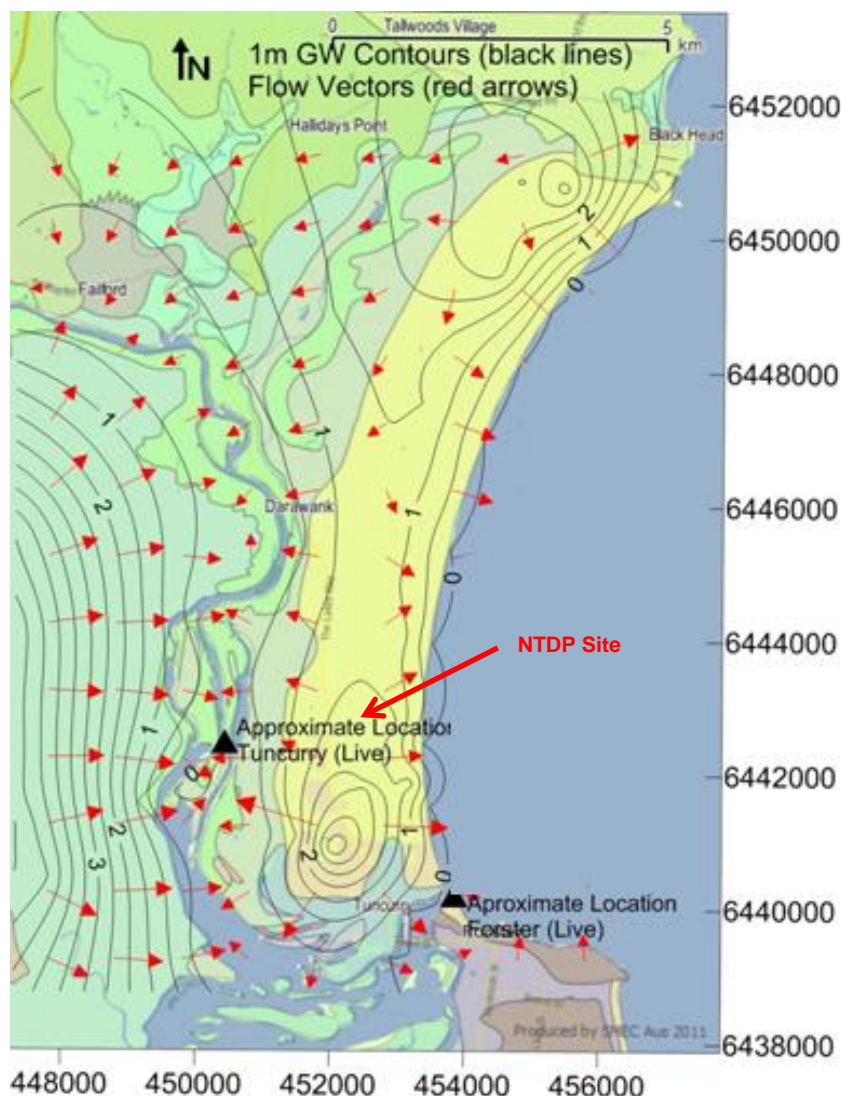 0 Tallwoods Village 5
km
N
1m GW Contours (black lines)
Flow Vectors (red arrows)
6452000
Hallidays Point
Black Head
2
1
6450000
0
Failford
6448000
1
1
2
6446000
Darawank
1
0
The Lakes Way
6444000
NTDP Site
1
Approximate Location
Tuncurry (Live)
0
6442000
2
3
2
1
0
Tuncurry
Aproximate Location
Forster (Live)
6440000
Produced by SMEC Aus 2011
6438000
448000 450000 452000 454000 456000